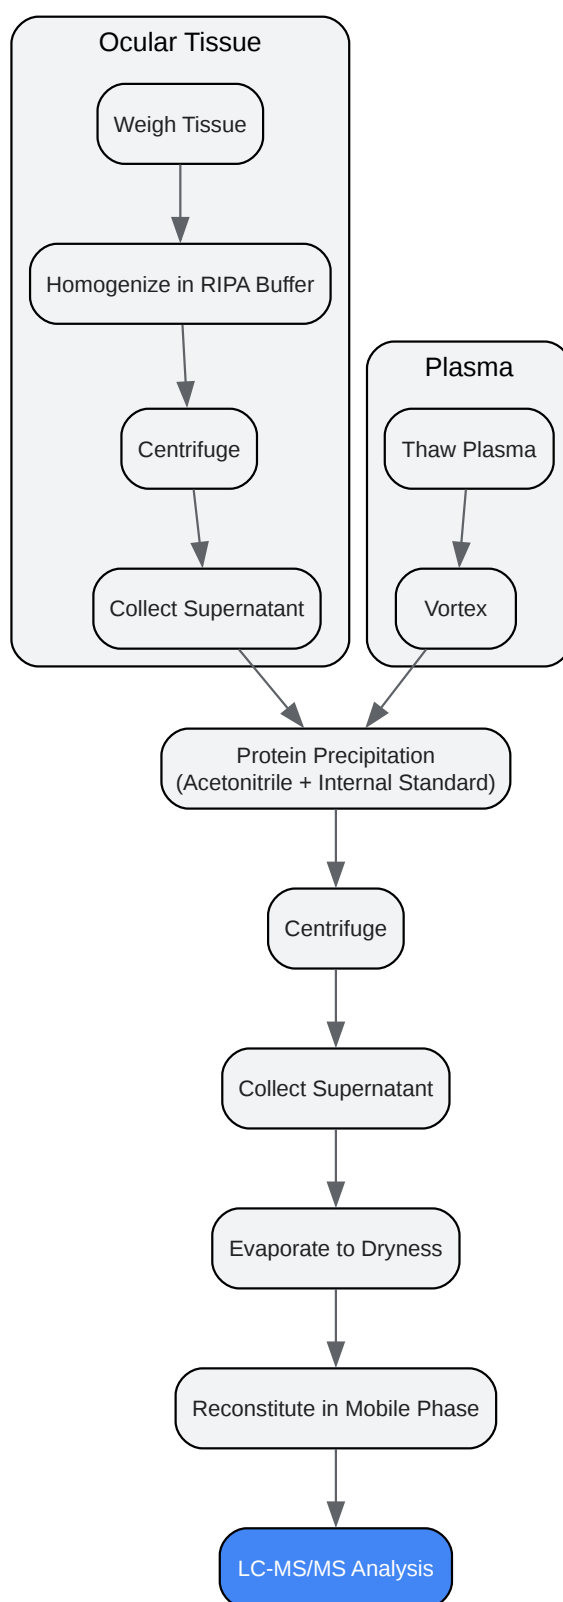 Ocular Tissue
Weigh Tissue
Homogenize in RIPA Buffer
Centrifuge
Collect Supernatant
Plasma
Thaw Plasma
Vortex
Protein Precipitation
(Acetonitrile + Internal Standard)
Centrifuge
Collect Supernatant
Evaporate to Dryness
Reconstitute in Mobile Phase
LC-MS/MS Analysis